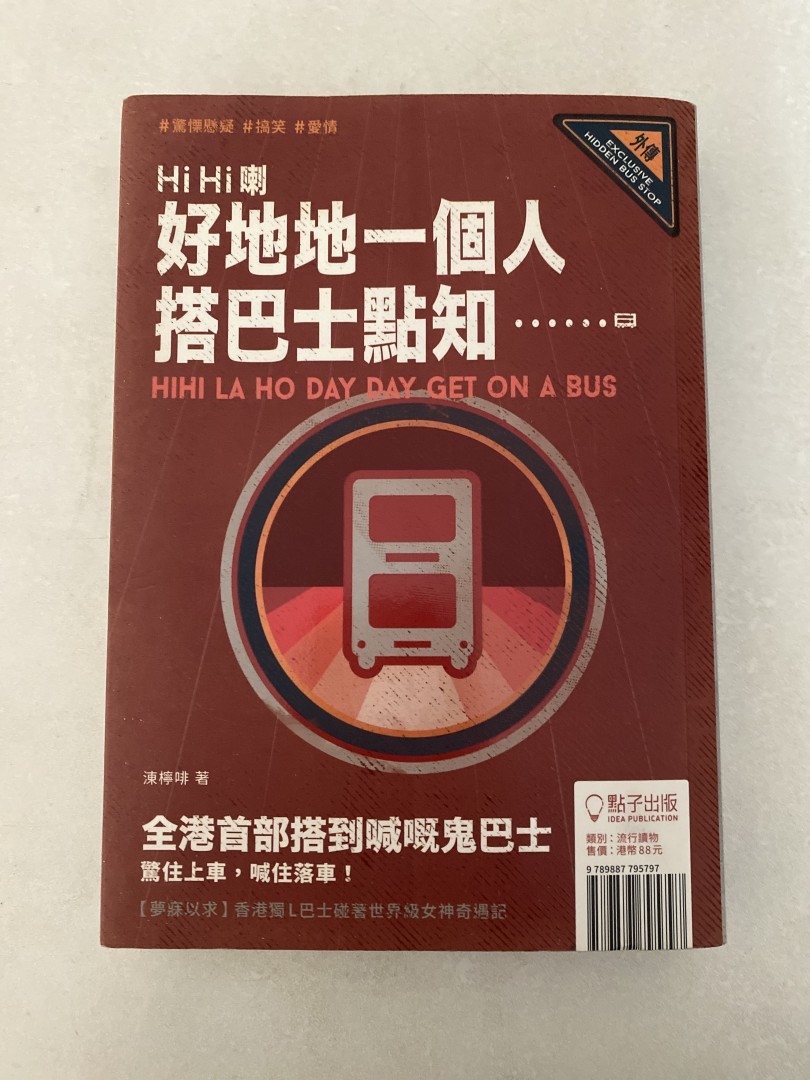 #驚慄懸疑 #搞笑 #愛情
外傳
EXCLUSIVE
HIDDEN BUS STOP
HiHi喇
好地地一個人
搭巴士點知……
HIHI LA HO DAY DAY GET ON A BUS
凍檸啡 著
全港首部搭到喊嘅鬼巴士
驚住上車，喊住落車！
【夢寐以求】香港獨L巴士碰著世界級女神奇遇記
點子出版
IDEA PUBLICATION
類別：流行讀物
售價：港幣88元
9 789887 795797